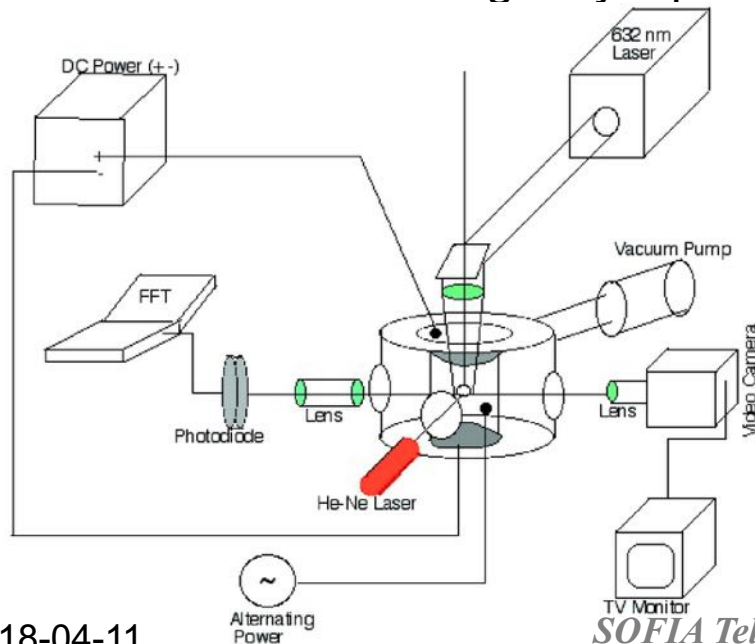 632 nm
Laser
DC Power (+ -)
+
-
Vacuum Pump
FFT
Video Camera
Photodiode
Lens
Lens
He-Ne Laser
~
Alternating
Power
TV Monitor
18-04-11
SOFIA Tel